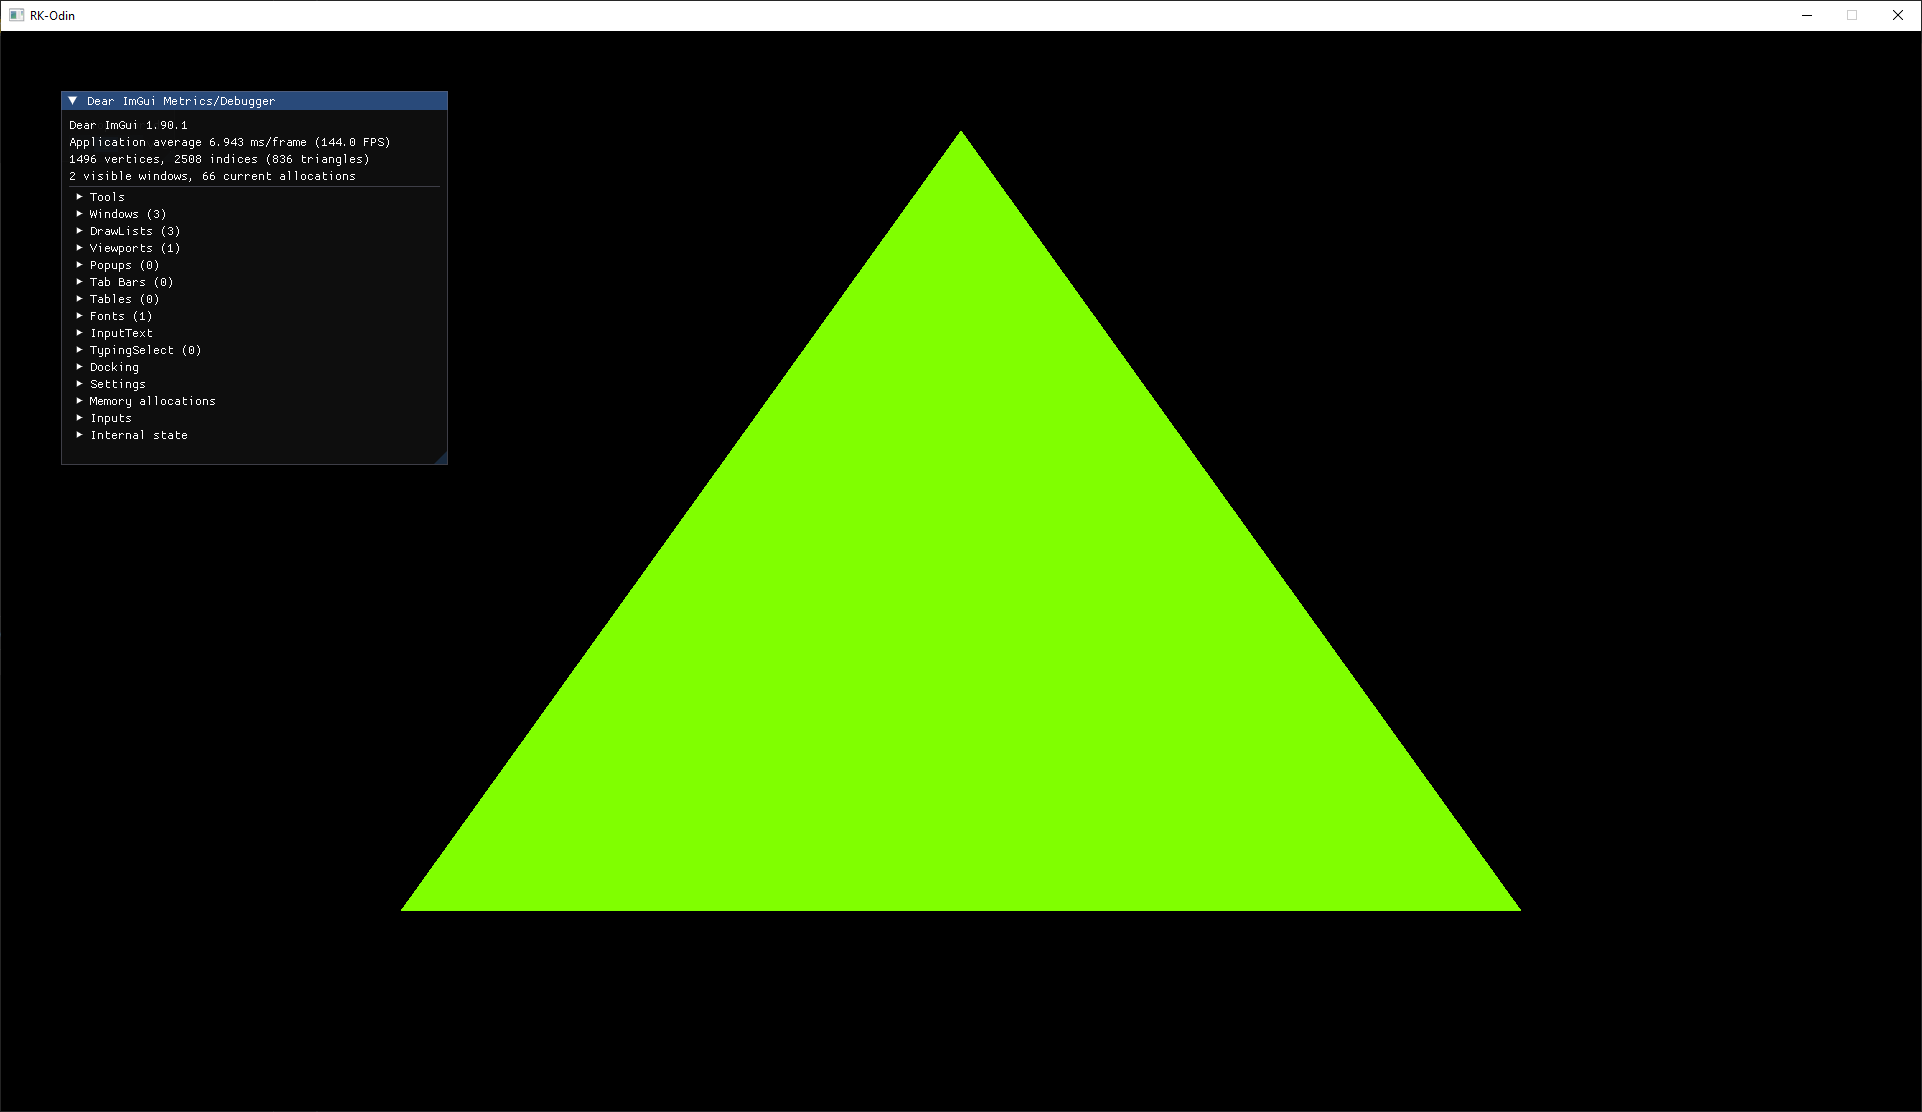 RK-Odin
Dear ImGui Metrics/Debugger
Dear ImGui 1.90.1
Application average 6.943 ms/frame (144.0 FPS)
1496 vertices, 2508 indices (836 triangles)
2 visible windows, 66 current allocations
Tools
Windows (3)
DrawLists (3)
Viewports (1)
Popups (0)
Tab Bars (0)
Tables (0)
Fonts (1)
InputText
TypingSelect (0)
Docking
Settings
Memory allocations
Inputs
Internal state